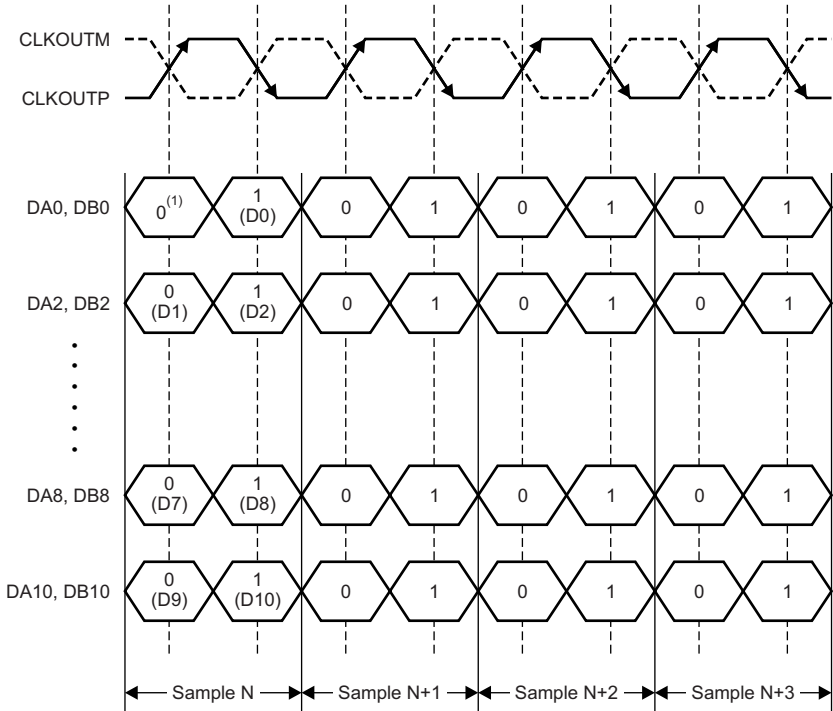 CLKOUTM
CLKOUTP
DA0, DB0
0(1)
1
(D0)
0
1
0
1
0
1
DA2, DB2
0
(D1)
1
(D2)
0
1
0
1
0
1
DA8, DB8
0
(D7)
1
(D8)
0
1
0
1
0
1
DA10, DB10
0
(D9)
1
(D10)
0
1
0
1
0
1
Sample N
Sample N+1
Sample N+2
Sample N+3